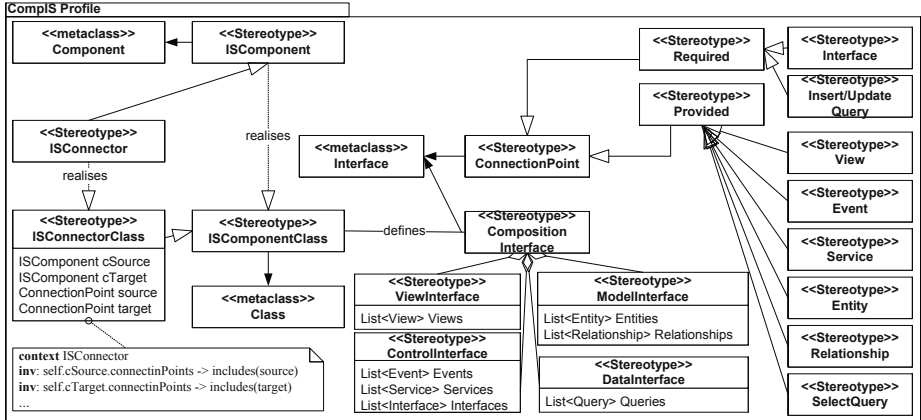 CompIS Profile
<<metaclass>>
Component
<<Stereotype>>
ISComponent
<<Stereotype>>
Required
<<Stereotype>>
Interface
<<Stereotype>>
Insert/Update
Query
<<Stereotype>>
Provided
<<Stereotype>>
ISConnector
realises
realises
<<metaclass>>
Interface
<<Stereotype>>
ConnectionPoint
<<Stereotype>>
View
<<Stereotype>>
Event
<<Stereotype>>
ISConnectorClass
ISComponent cSource
ISComponent cTarget
ConnectionPoint source
ConnectionPoint target
<<Stereotype>>
ISComponentClass
defines
<<Stereotype>>
Composition
Interface
<<Stereotype>>
Service
<<metaclass>>
Class
<<Stereotype>>
ViewInterface
List<View> Views
<<Stereotype>>
ModelInterface
List<Entity> Entities
List<Relationship> Relationships
<<Stereotype>>
Entity
<<Stereotype>>
Relationship
context ISConnector
inv: self.cSource.connectinPoints -> includes(source)
inv: self.cTarget.connectinPoints -> includes(target)
...
<<Stereotype>>
ControlInterface
List<Event> Events
List<Service> Services
List<Interface> Interfaces
<<Stereotype>>
DataInterface
List<Query> Queries
<<Stereotype>>
SelectQuery